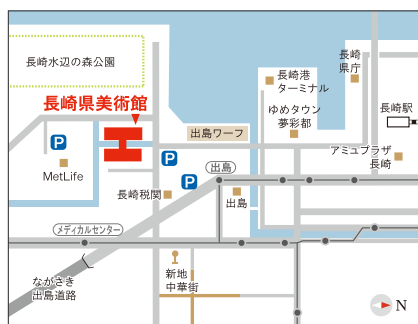 長崎水辺の森公園
長崎県美術館
長崎港
ターミナル
長崎
県庁
ゆめタウン
夢彩都
長崎駅
出島ワーフ
P
MetLife
P
P
出島
アミュプラザ
長崎
長崎税関
出島
メディカルセンター
新地
中華街
ながさき
出島道路
N